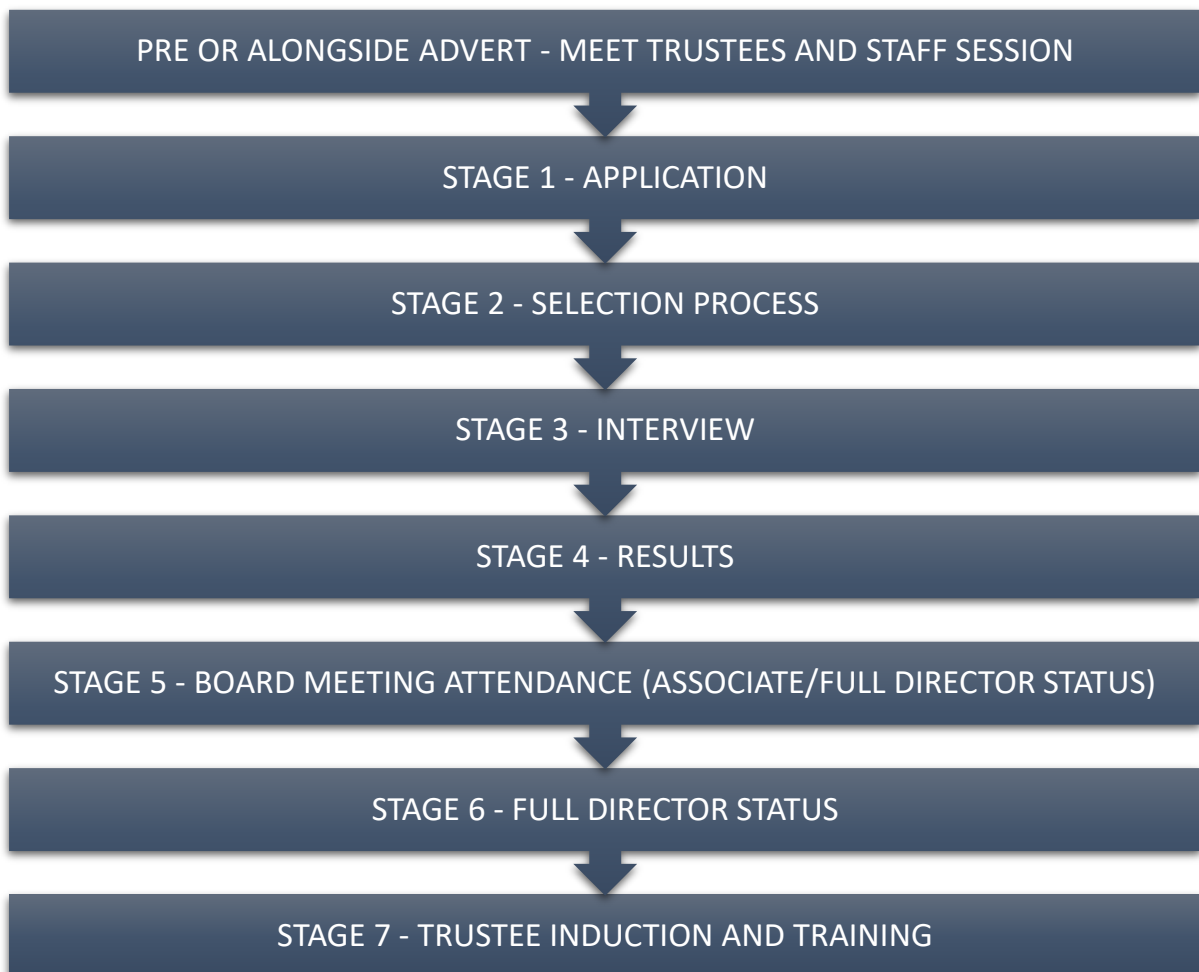 PRE OR ALONGSIDE ADVERT - MEET TRUSTEES AND STAFF SESSION
STAGE 1 - APPLICATION
STAGE 2 - SELECTION PROCESS
STAGE 3 - INTERVIEW
STAGE 4 - RESULTS
STAGE 5 - BOARD MEETING ATTENDANCE (ASSOCIATE/FULL DIRECTOR STATUS)
STAGE 6 - FULL DIRECTOR STATUS
STAGE 7 - TRUSTEE INDUCTION AND TRAINING